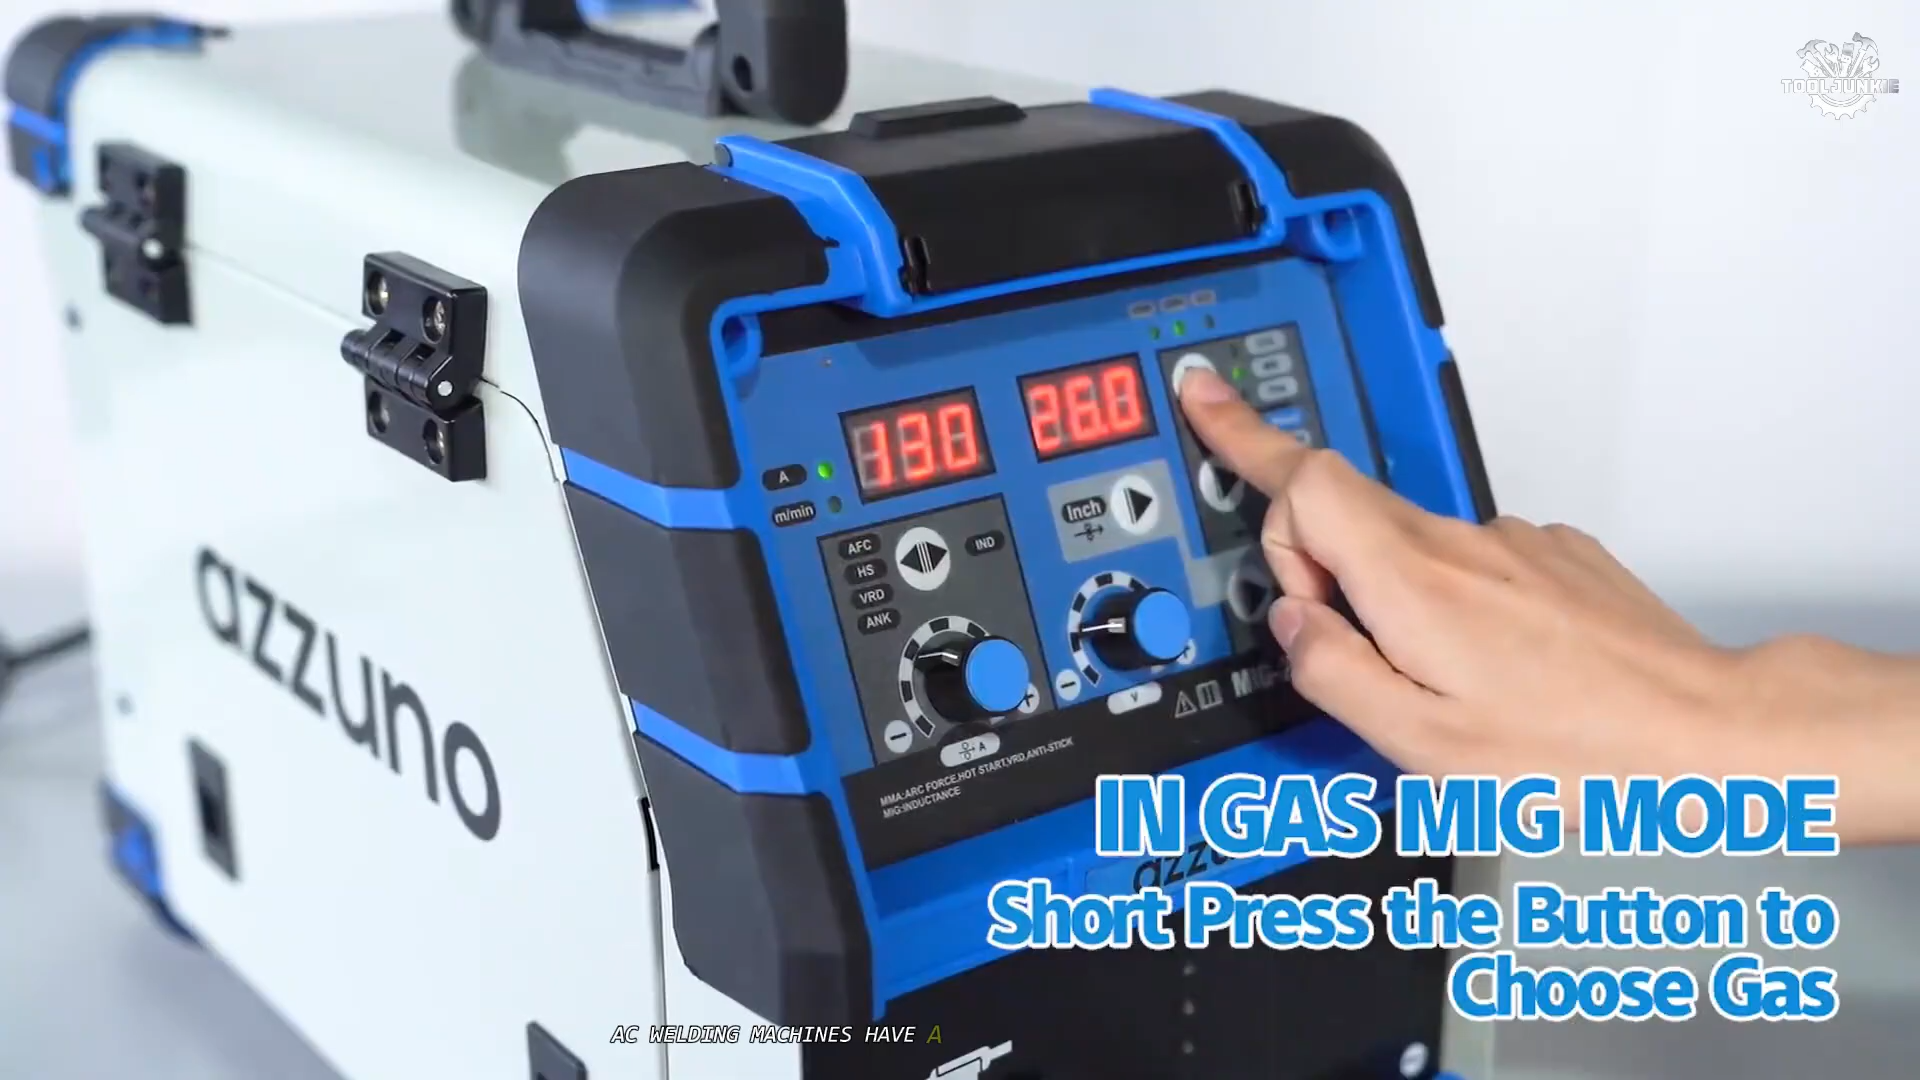 TOOLJUNKIE
130
26.0
A
m/min
Inch
AFC
IND
HS
VRD
ANK
A
V
MMA:ARC FORCE,HOT START,VRD,ANTI-STICK
MIG:INDUCTANCE
azzuno
IN GAS MIG MODE
Short Press the Button to
Choose Gas
AC WELDING MACHINES HAVE A